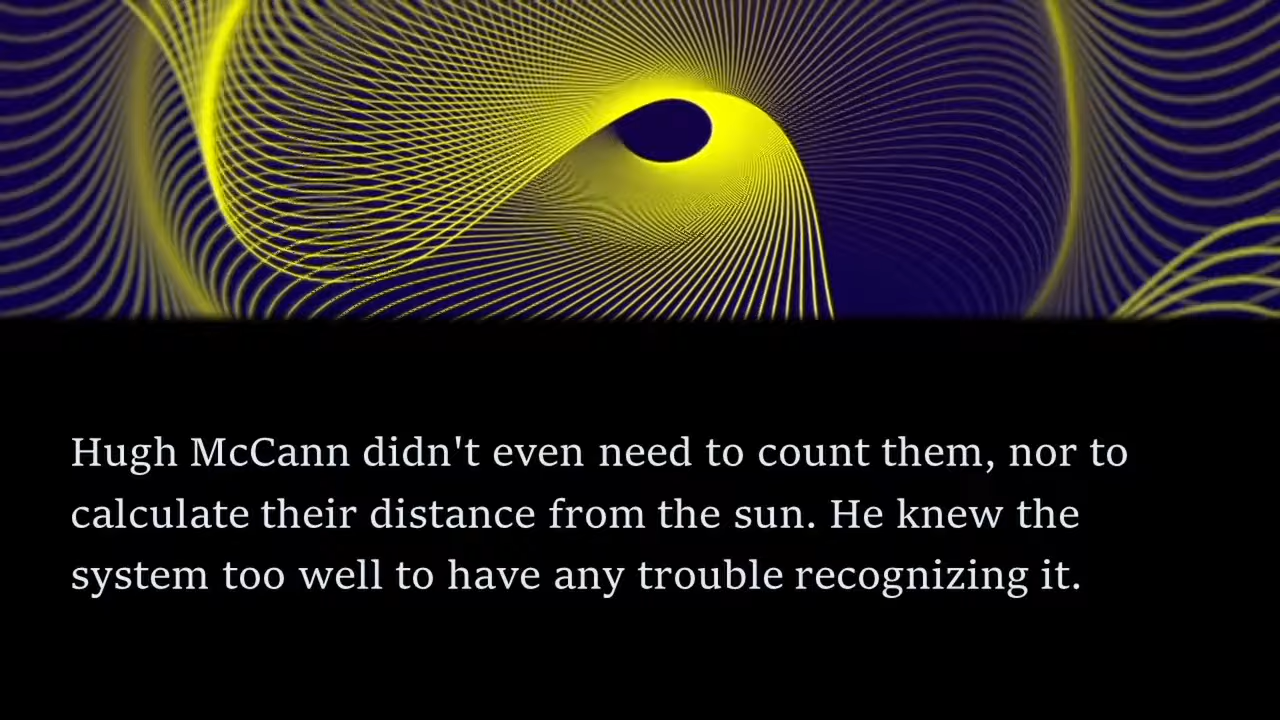 Hugh McCann didn't even need to count them, nor to
calculate their distance from the sun. He knew the
system too well to have any trouble recognizing it.